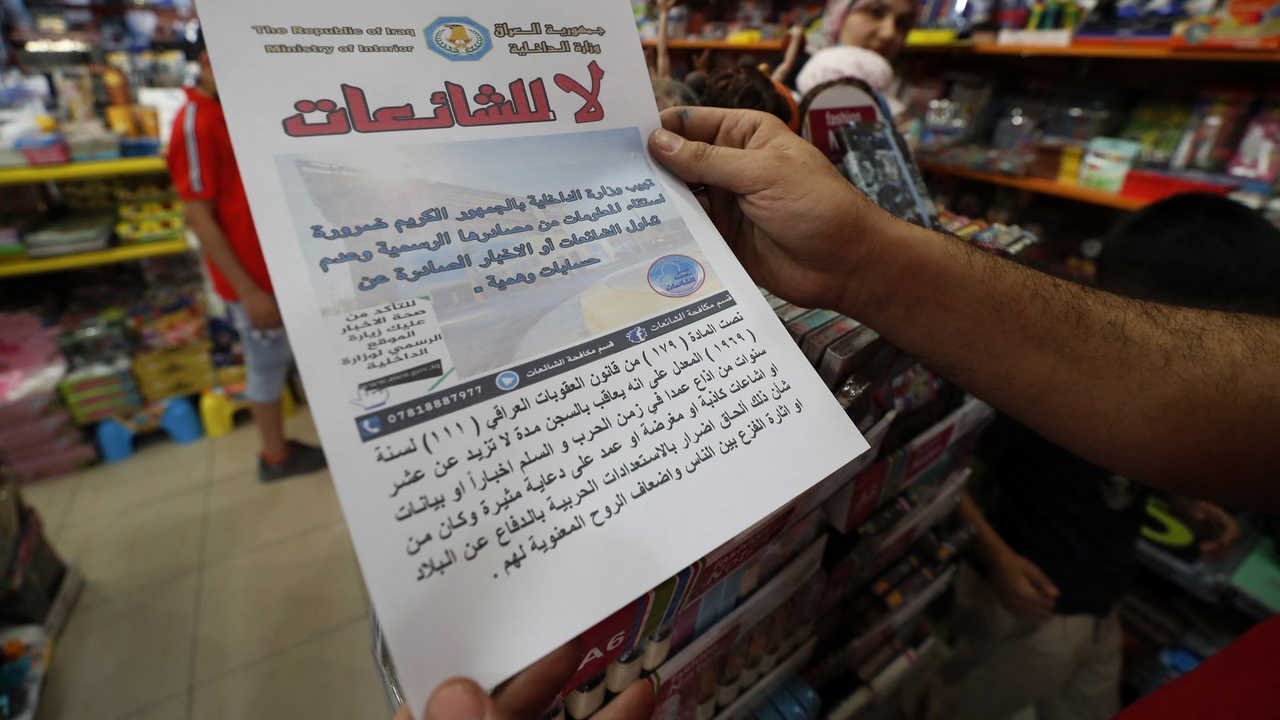 The Republic of Iraq
Ministry of Interior
جمهورية العراق
وزارة الداخلية
لا للشائعات
تهيب وزارة الداخلية بالجمهور الكريم ضرورة
استقاء المعلومات من مصادرها الرسمية وعدم
تداول الشائعات أو الاخبار الصادرة عن
حسابات وهمية .
للتأكد من
صحة الاخبار
عليك زيارة
الموقع
الرسمي لوزارة
الداخلية
قسم مكافحة الشائعات
قسم مكافحة الشائعات
07818887977
نصت المادة ( ١٧٩ ) من قانون العقوبات العراقي ( ١١١ ) لسنة
( ١٩٦٩ ) المعدل على انه يعاقب بالسجن مدة لا تزيد عن عشر
سنوات من اذاع عمدا في زمن الحرب و السلم اخباراً او بيانات
او اشاعات كاذبة او مغرضة او عمد على دعاية مثيرة وكان من
شأن ذلك الحاق اضرار بالاستعدادات الحربية بالدفاع عن البلاد
او اثارة الفزع بين الناس واضعاف الروح المعنوية لهم .
fashion
A6